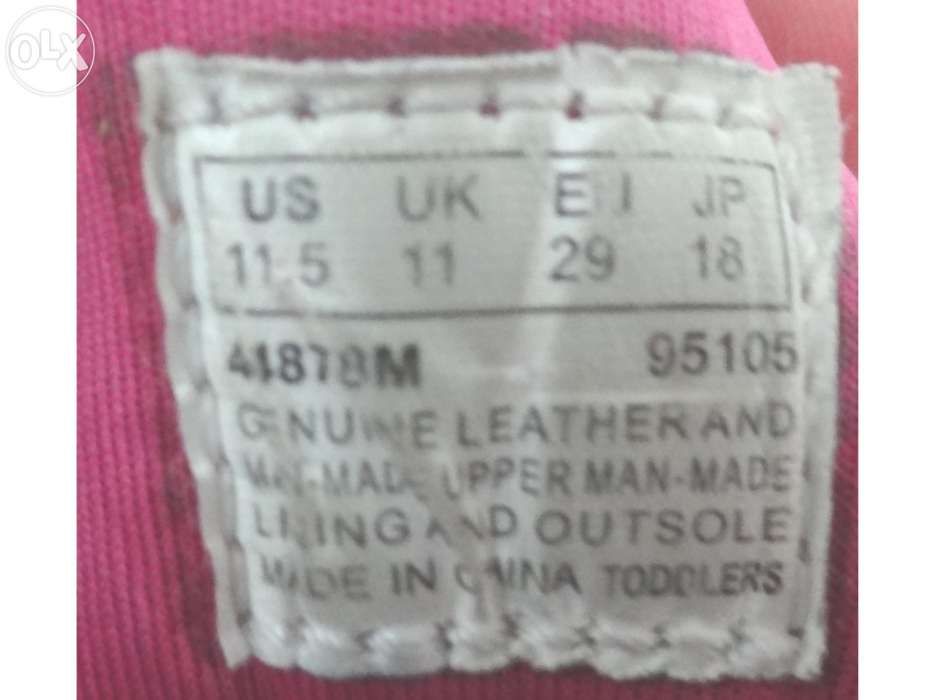 OLX
US UK EU JP
11.5 11 29 18
41878M 95105
GENUINE LEATHER AND
MAN-MADE UPPER MAN-MADE
LINING AND OUTSOLE
MADE IN CHINA TODDLERS